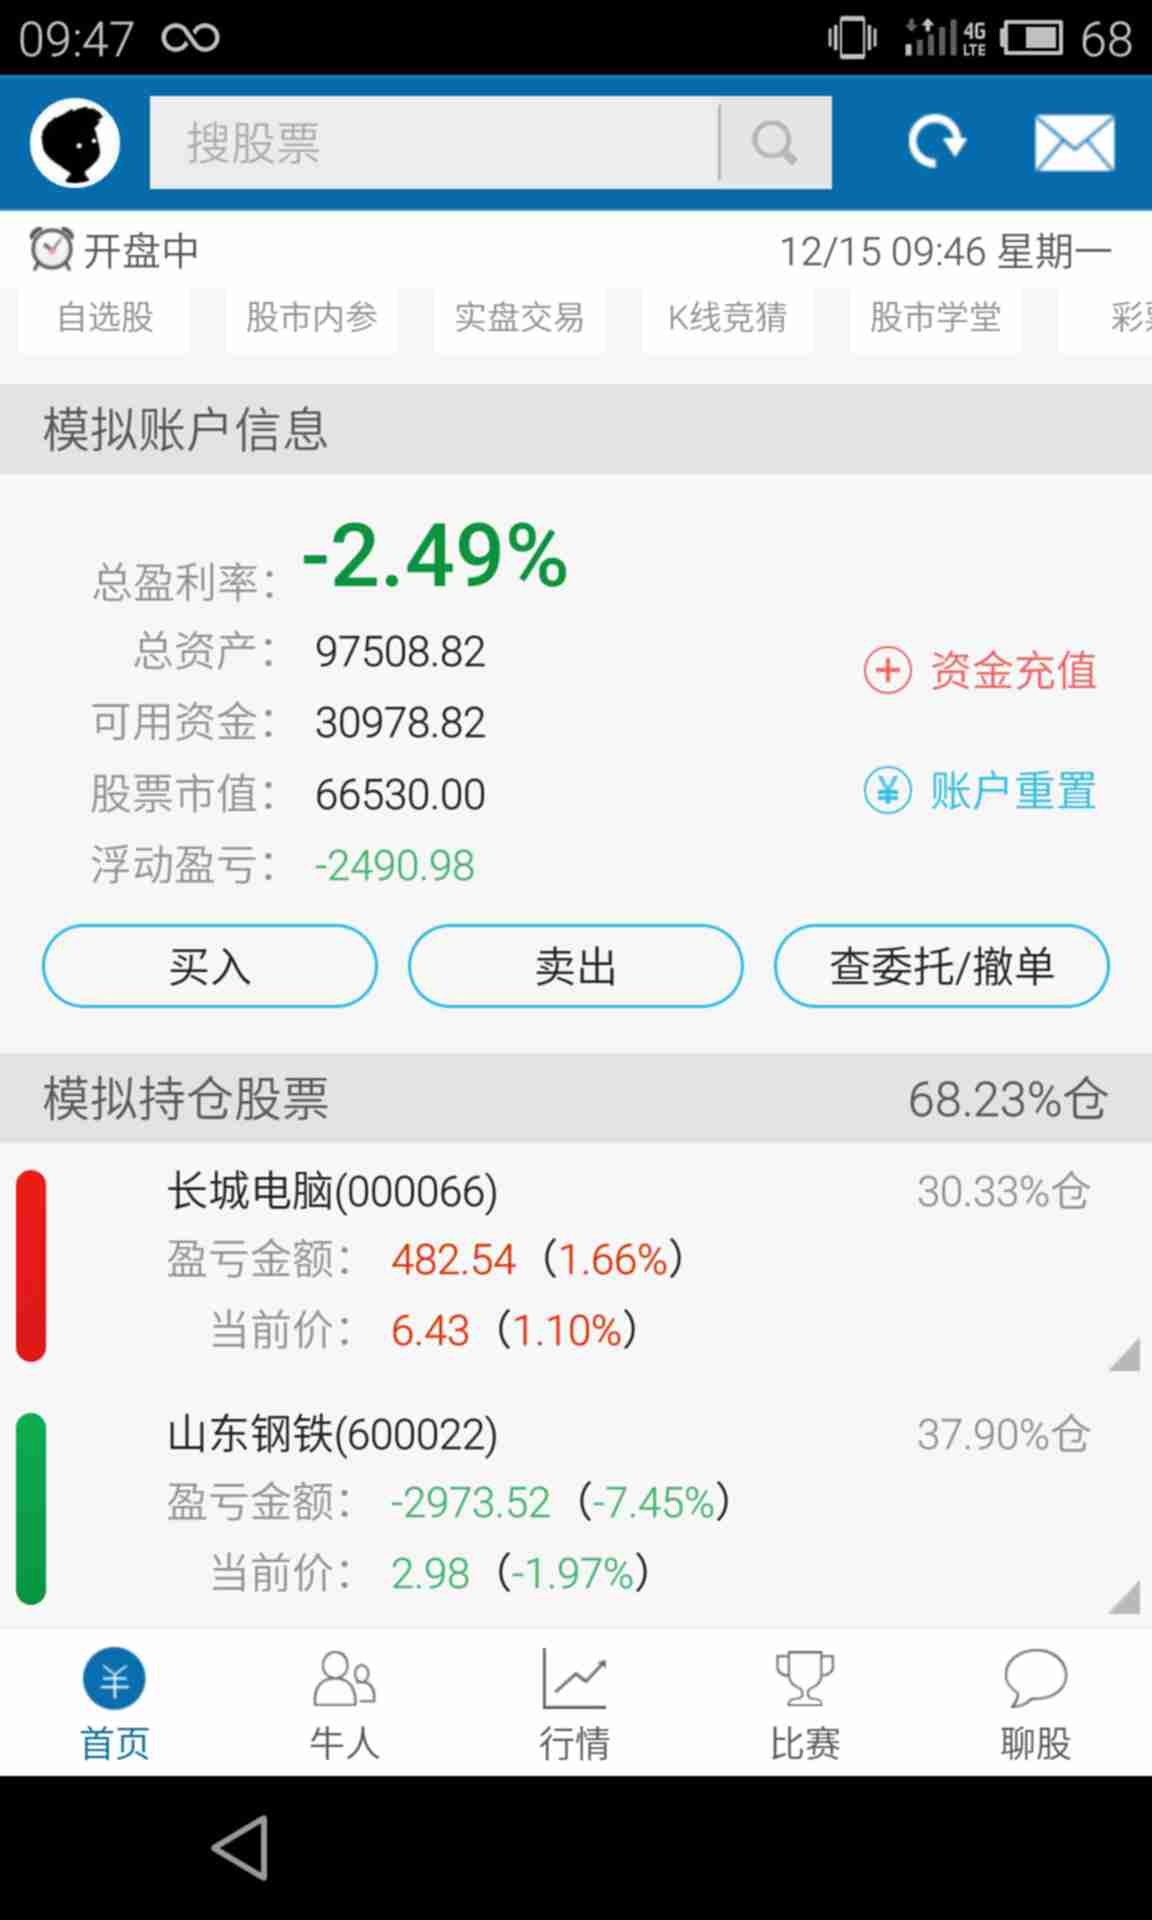 09:47 4G LTE 68
搜股票
开盘中 12/15 09:46 星期一
自选股 股市内参 实盘交易 K线竞猜 股市学堂 彩
模拟账户信息
总盈利率: -2.49%
总资产: 97508.82
资金充值
可用资金: 30978.82
股票市值: 66530.00
¥ 账户重置
浮动盈亏: -2490.98
买入 卖出 查委托/撤单
模拟持仓股票 68.23%仓
长城电脑(000066) 30.33%仓
盈亏金额: 482.54 (1.66%)
当前价: 6.43 (1.10%)
山东钢铁(600022) 37.90%仓
盈亏金额: -2973.52 (-7.45%)
当前价: 2.98 (-1.97%)
¥
首页 牛人 行情 比赛 聊股